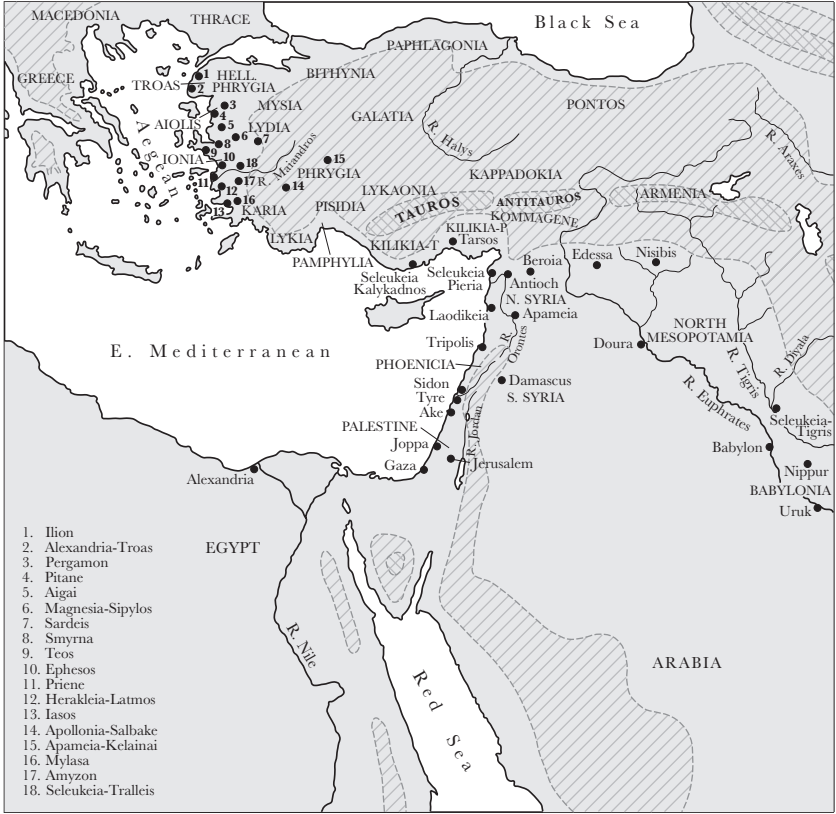 MACEDONIA
THRACE
Black Sea
PAPHLAGONIA
GREECE
TROAS
1
2
HELL.
PHRYGIA
BITHYNIA
MYSIA
GALATIA
PONTOS
R. Halys
R. Araxes
AIOLIS
3
4
5
6
7
LYDIA
Aegean
8
9
IONIA
10
18
R. Maiandros
15
PHRYGIA
KAPPADOKIA
11
17
12
14
LYKAONIA
ARMENIA
13
16
KARIA
PISIDIA
TAUROS
ANTITAUROS
KOMMAGENE
LYKIA
KILIKIA-T
KILIKIA-P
Tarsos
PAMPHYLIA
Seleukeia
Kalykadnos
Seleukeia
Pieria
Beroia
Antioch
N. SYRIA
Edessa
Nisibis
Laodikeia
Apameia
E. Mediterranean
Tripolis
R. Orontes
Doura
NORTH
MESOPOTAMIA
R. Tigris
R. Diyala
PHOENICIA
Sidon
Tyre
Ake
Damascus
S. SYRIA
R. Euphrates
Seleukeia-
Tigris
PALESTINE
R. Jordan
Joppa
Babylon
Gaza
Jerusalem
Nippur
Alexandria
BABYLONIA
Uruk
EGYPT
R. Nile
Red Sea
ARABIA
1. Ilion
2. Alexandria-Troas
3. Pergamon
4. Pitane
5. Aigai
6. Magnesia-Sipylos
7. Sardeis
8. Smyrna
9. Teos
10. Ephesos
11. Priene
12. Herakleia-Latmos
13. Iasos
14. Apollonia-Salbake
15. Apameia-Kelainai
16. Mylasa
17. Amyzon
18. Seleukeia-Tralleis